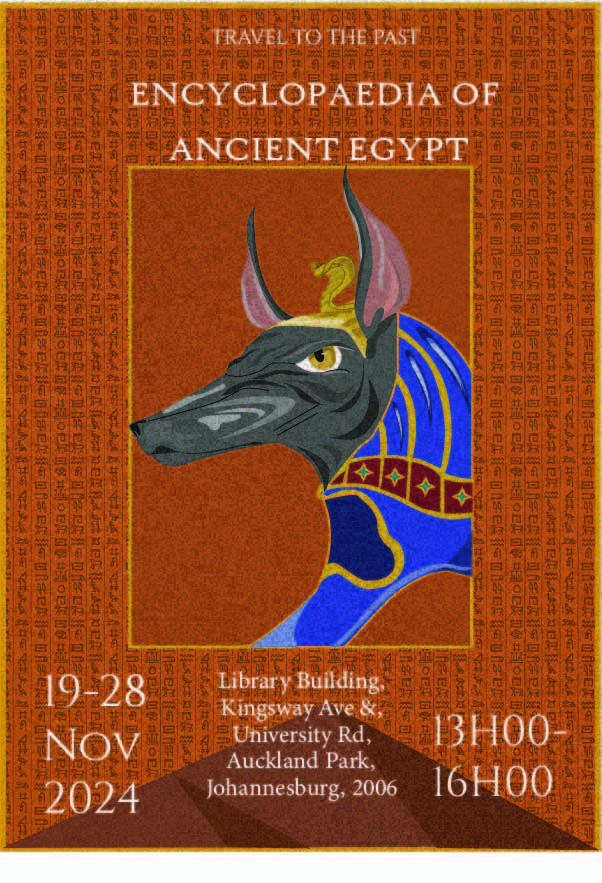 TRAVEL TO THE PAST
ENCYCLOPAEDIA OF
ANCIENT EGYPT
19-28
NOV
2024
Library Building,
Kingsway Ave &,
University Rd,
Auckland Park,
Johannesburg, 2006
13H00-
16H00